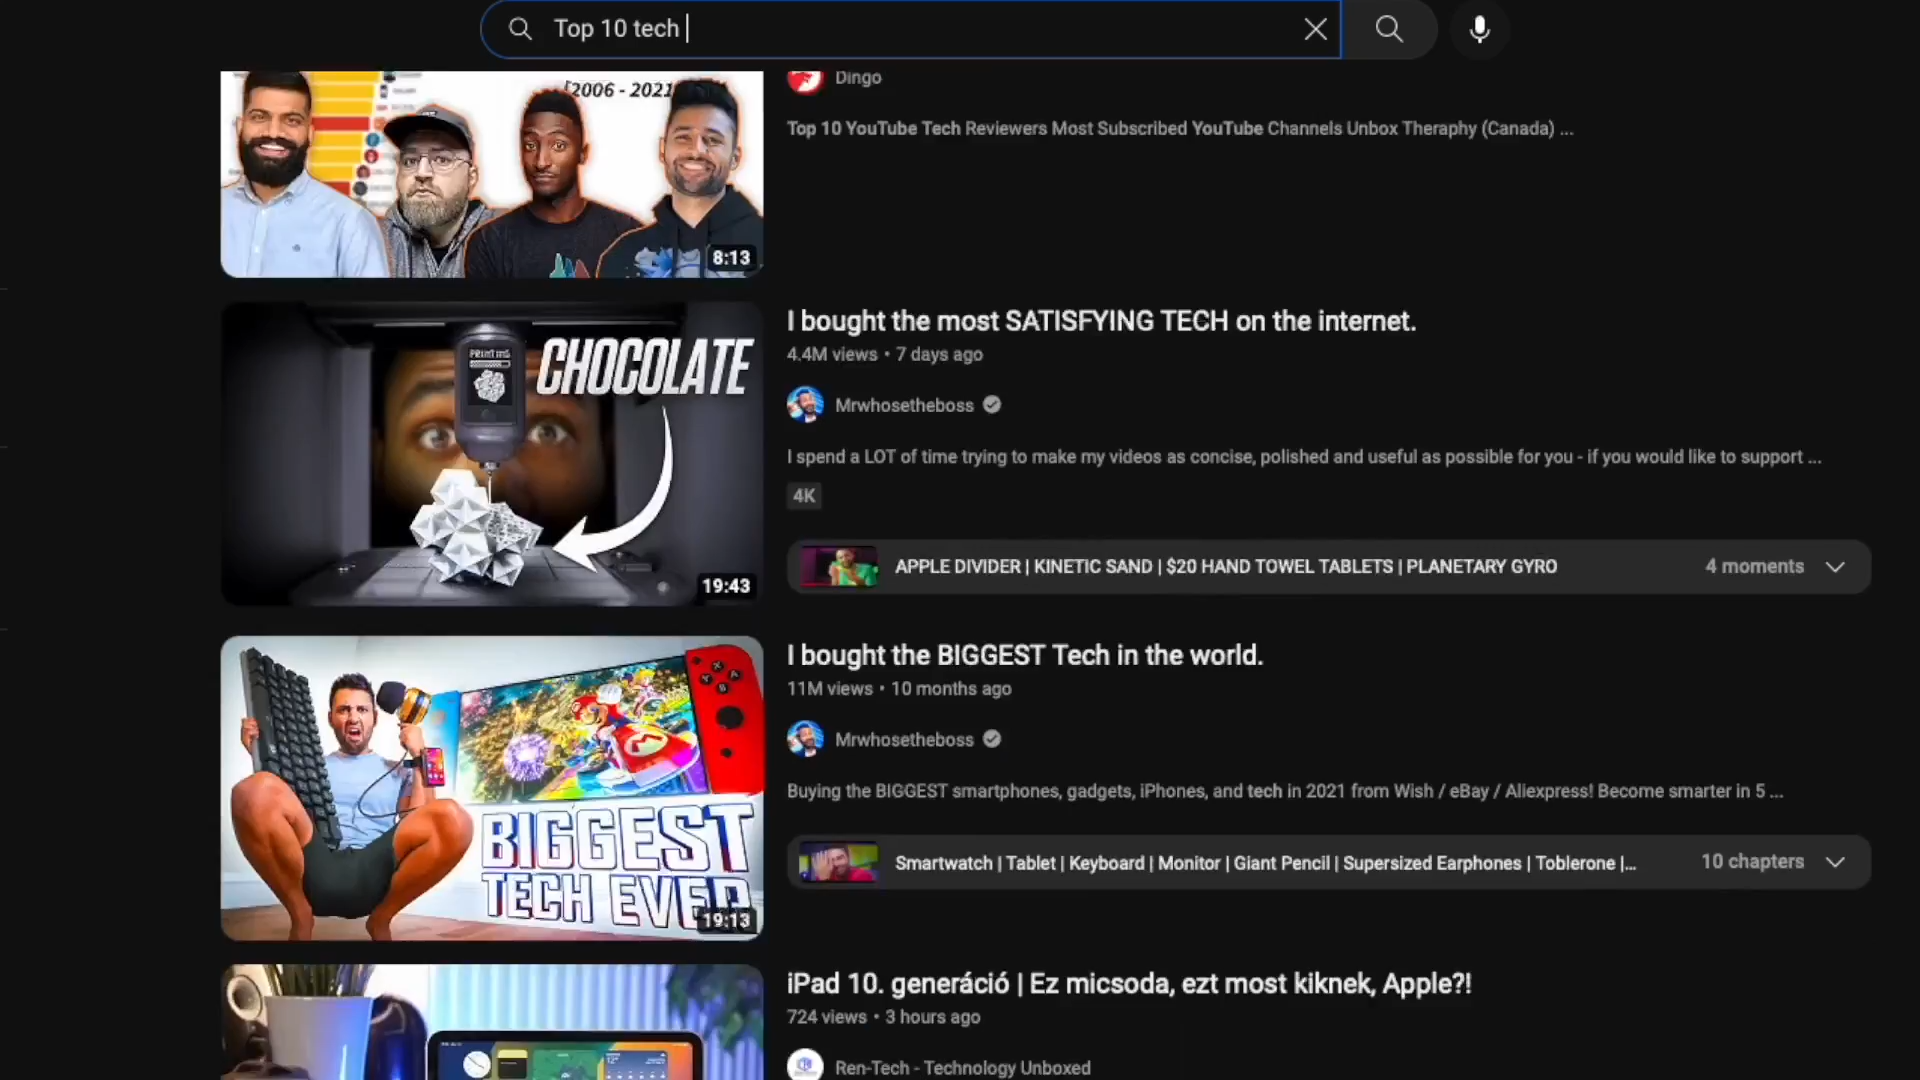 Top 10 tech
[2006 - 2021
8:13
Dingo
Top 10 YouTube Tech Reviewers Most Subscribed YouTube Channels Unbox Theraphy (Canada) ...
PRINTING
CHOCOLATE
19:43
I bought the most SATISFYING TECH on the internet.
4.4M views • 7 days ago
Mrwhosetheboss
I spend a LOT of time trying to make my videos as concise, polished and useful as possible for you - if you would like to support ...
4K
APPLE DIVIDER | KINETIC SAND | $20 HAND TOWEL TABLETS | PLANETARY GYRO
4 moments
X
Y A
B
BIGGEST
TECH EVER
19:13
I bought the BIGGEST Tech in the world.
11M views • 10 months ago
Mrwhosetheboss
Buying the BIGGEST smartphones, gadgets, iPhones, and tech in 2021 from Wish / eBay / Aliexpress! Become smarter in 5 ...
Smartwatch | Tablet | Keyboard | Monitor | Giant Pencil | Supersized Earphones | Toblerone |...
10 chapters
iPad 10. generáció | Ez micsoda, ezt most kiknek, Apple?!
724 views • 3 hours ago
Ren-Tech - Technology Unboxed